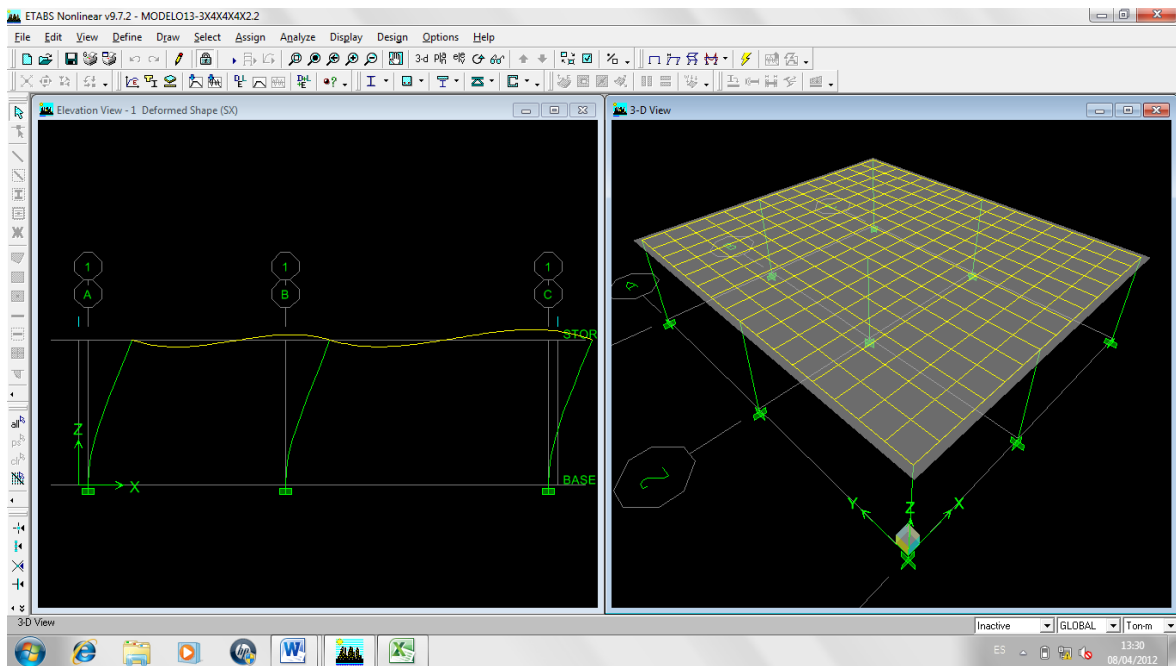 ETABS Nonlinear v9.7.2 - MODELO13-3X4X4X4X2.2
File Edit View Define Draw Select Assign Analyze Display Design Options Help
3-d
Elevation View - 1 Deformed Shape (SX)
1 1 1
A B C
STOR
Z
X
BASE
3-D View
Y Z X
3-D View
Inactive GLOBAL Ton-m
ES 13:30
08/04/2012